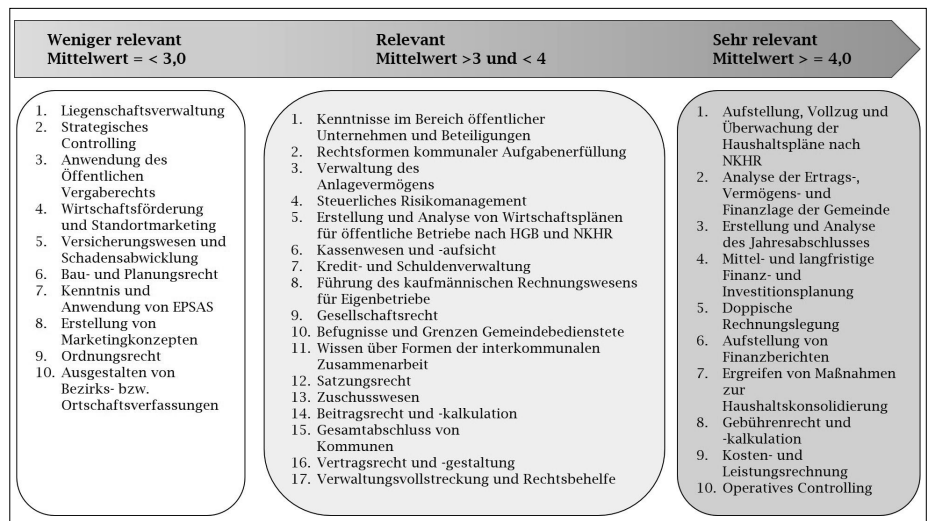 Weniger relevant
Mittelwert = < 3,0
Relevant
Mittelwert >3 und < 4
Sehr relevant
Mittelwert > = 4,0
1. Liegenschaftsverwaltung
2. Strategisches
Controlling
3. Anwendung des
Öffentlichen
Vergaberechts
4. Wirtschaftsförderung
und Standortmarketing
5. Versicherungswesen und
Schadensabwicklung
6. Bau- und Planungsrecht
7. Kenntnis und
Anwendung von EPSAS
8. Erstellung von
Marketingkonzepten
9. Ordnungsrecht
10. Ausgestalten von
Bezirks- bzw.
Ortschaftsverfassungen
1. Kenntnisse im Bereich öffentlicher
Unternehmen und Beteiligungen
2. Rechtsformen kommunaler Aufgabenerfüllung
3. Verwaltung des
Anlagevermögens
4. Steuerliches Risikomanagement
5. Erstellung und Analyse von Wirtschaftsplänen
für öffentliche Betriebe nach HGB und NKHR
6. Kassenwesen und -aufsicht
7. Kredit- und Schuldenverwaltung
8. Führung des kaufmännischen Rechnungswesens
für Eigenbetriebe
9. Gesellschaftsrecht
10. Befugnisse und Grenzen Gemeindebedienstete
11. Wissen über Formen der interkommunalen
Zusammenarbeit
12. Satzungsrecht
13. Zuschusswesen
14. Beitragsrecht und -kalkulation
15. Gesamtabschluss von
Kommunen
16. Vertragsrecht und -gestaltung
17. Verwaltungsvollstreckung und Rechtsbehelfe
1. Aufstellung, Vollzug und
Überwachung der
Haushaltspläne nach
NKHR
2. Analyse der Ertrags-,
Vermögens- und
Finanzlage der Gemeinde
3. Erstellung und Analyse
des Jahresabschlusses
4. Mittel- und langfristige
Finanz- und
Investitionsplanung
5. Doppische
Rechnungslegung
6. Aufstellung von
Finanzberichten
7. Ergreifen von Maßnahmen
zur
Haushaltskonsolidierung
8. Gebührenrecht und
-kalkulation
9. Kosten- und
Leistungsrechnung
10. Operatives Controlling